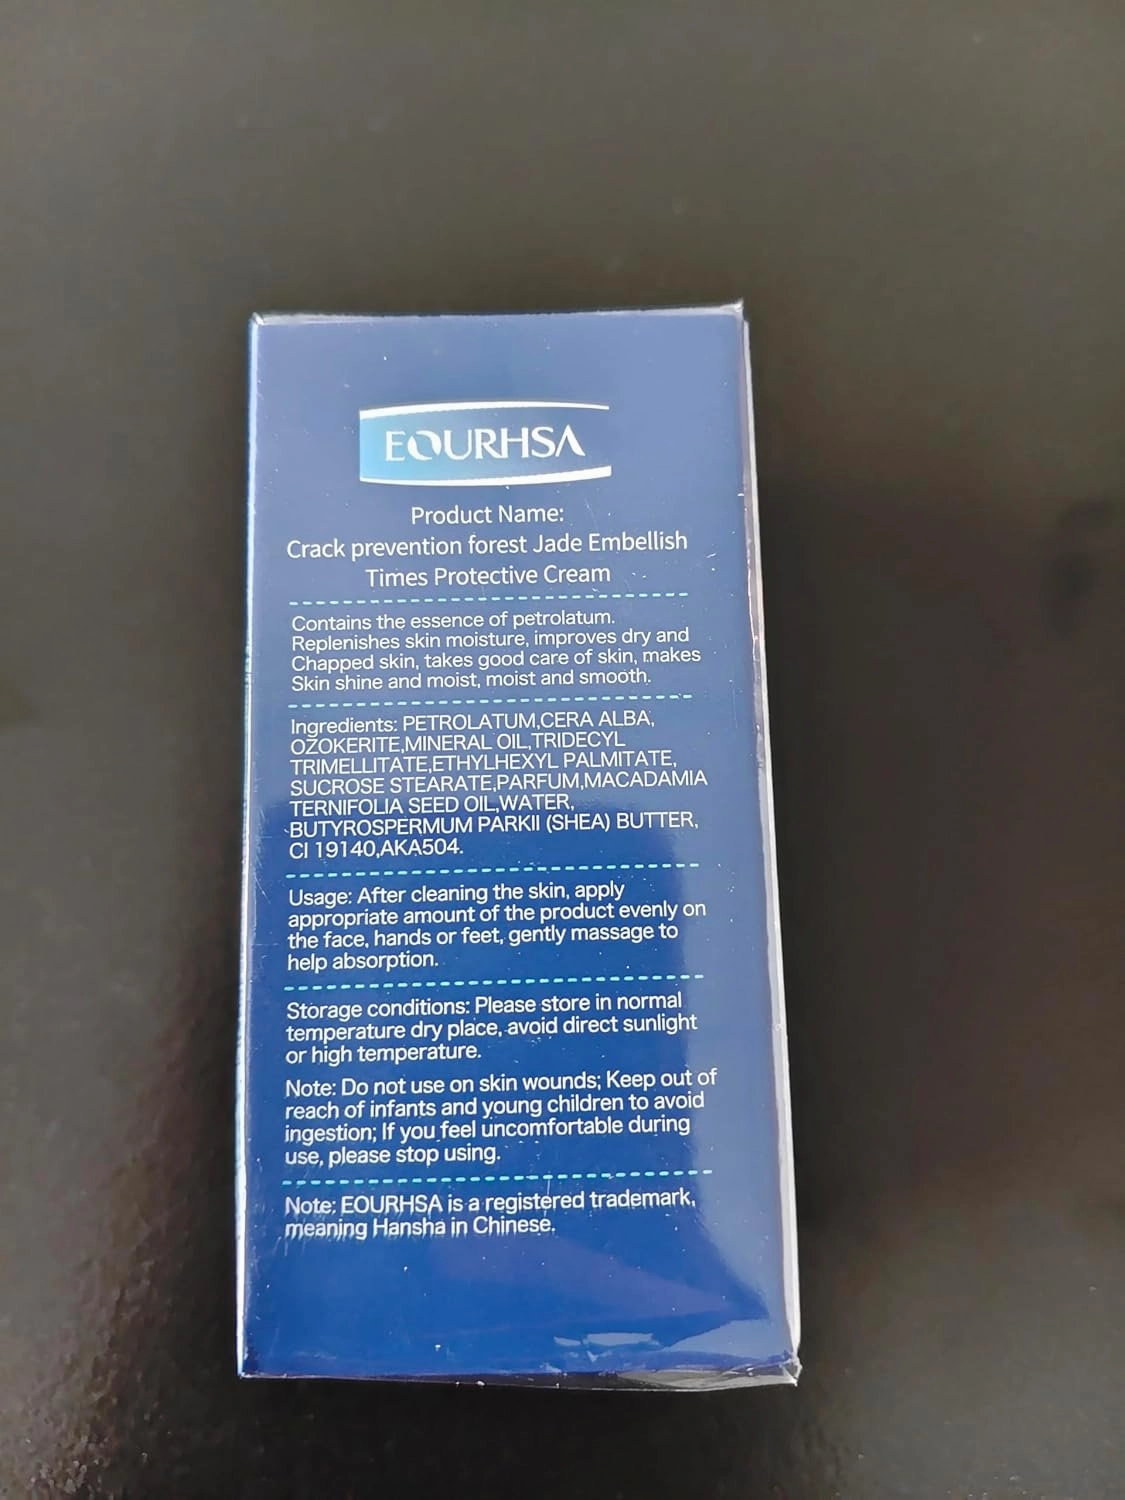 EOURHSA
Product Name:
Crack prevention forest Jade Embellish
Times Protective Cream
Contains the essence of petrolatum.
Replenishes skin moisture, improves dry and
Chapped skin, takes good care of skin, makes
Skin shine and moist, moist and smooth.
Ingredients: PETROLATUM,CERA ALBA,
OZOKERITE,MINERAL OIL,TRIDECYL
TRIMELLITATE,ETHYLHEXYL PALMITATE,
SUCROSE STEARATE,PARFUM,MACADAMIA
TERNIFOLIA SEED OIL,WATER,
BUTYROSPERMUM PARKII (SHEA) BUTTER,
CI 19140,AKA504.
Usage: After cleaning the skin, apply
appropriate amount of the product evenly on
the face, hands or feet, gently massage to
help absorption.
Storage conditions: Please store in normal
temperature dry place, avoid direct sunlight
or high temperature.
Note: Do not use on skin wounds; Keep out of
reach of infants and young children to avoid
ingestion; If you feel uncomfortable during
use, please stop using.
Note: EOURHSA is a registered trademark,
meaning Hansha in Chinese.